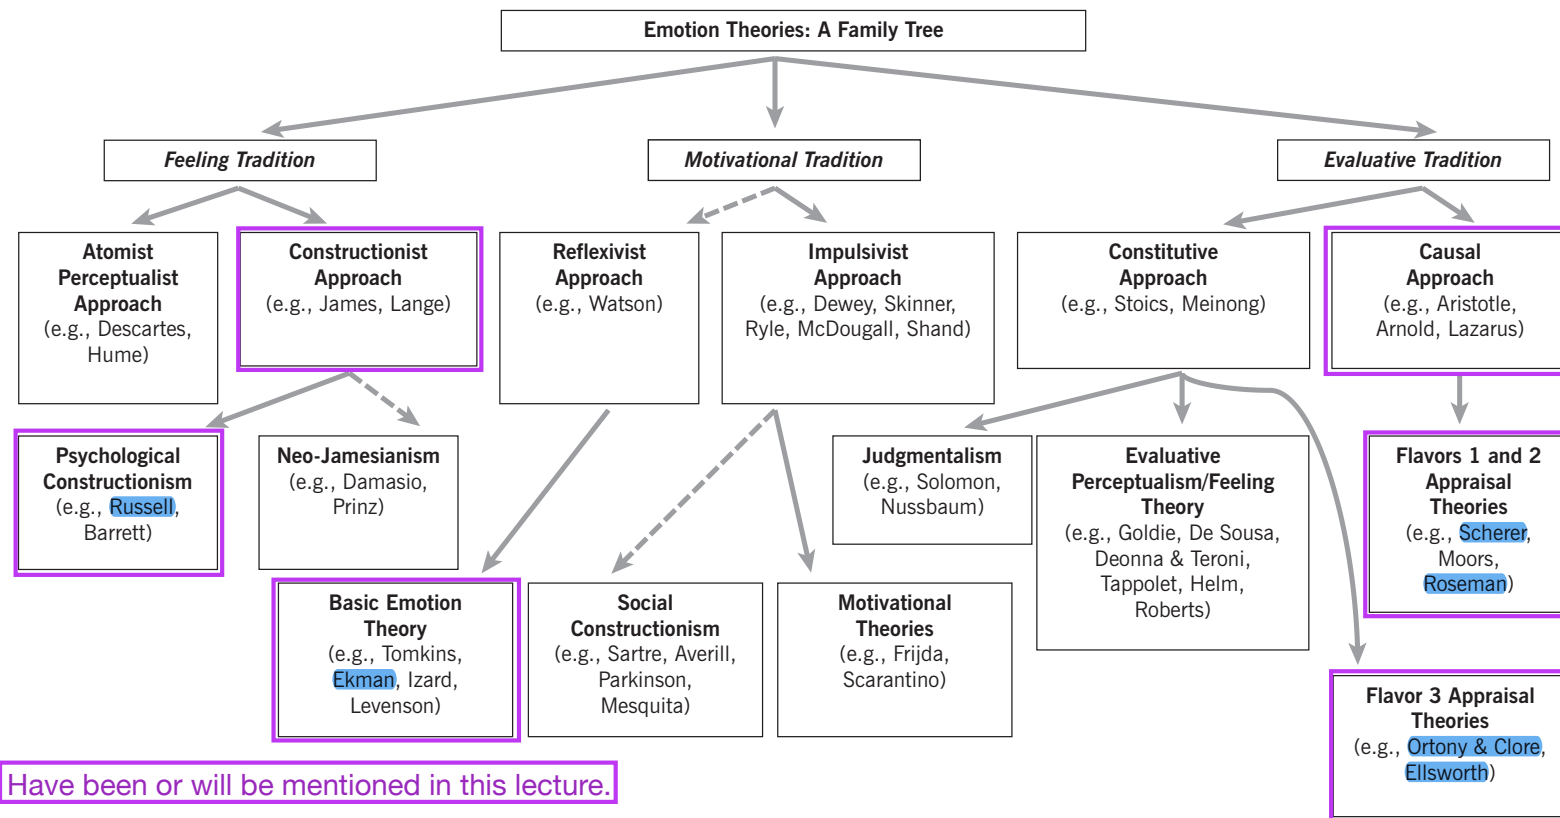 Emotion Theories: A Family Tree
Feeling Tradition
Motivational Tradition
Evaluative Tradition
Atomist
Perceptualist
Approach
(e.g., Descartes,
Hume)
Constructionist
Approach
(e.g., James, Lange)
Reflexivist
Approach
(e.g., Watson)
Impulsivist
Approach
(e.g., Dewey, Skinner,
Ryle, McDougall, Shand)
Constitutive
Approach
(e.g., Stoics, Meinong)
Causal
Approach
(e.g., Aristotle,
Arnold, Lazarus)
Psychological
Constructionism
(e.g., Russell,
Barrett)
Neo-Jamesianism
(e.g., Damasio,
Prinz)
Judgmentalism
(e.g., Solomon,
Nussbaum)
Evaluative
Perceptualism/Feeling
Theory
(e.g., Goldie, De Sousa,
Deonna & Teroni,
Tappolet, Helm,
Roberts)
Flavors 1 and 2
Appraisal
Theories
(e.g., Scherer,
Moors,
Roseman)
Basic Emotion
Theory
(e.g., Tomkins,
Ekman, Izard,
Levenson)
Social
Constructionism
(e.g., Sartre, Averill,
Parkinson,
Mesquita)
Motivational
Theories
(e.g., Frijda,
Scarantino)
Flavor 3 Appraisal
Theories
(e.g., Ortony & Clore,
Ellsworth)
Have been or will be mentioned in this lecture.